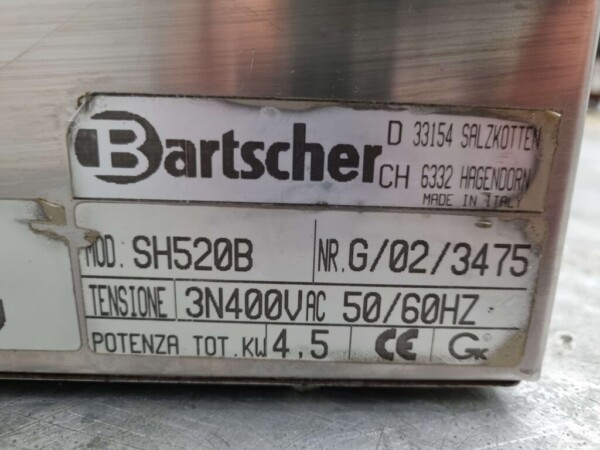 Bartscher
D 33154 SALZKOTTEN
CH 6332 HAGENDORN
MADE IN ITALY
MOD. SH520B NR. G/02/3475
TENSIONE 3N400VAC 50/60HZ
POTENZA TOT. KW 4,5 CE